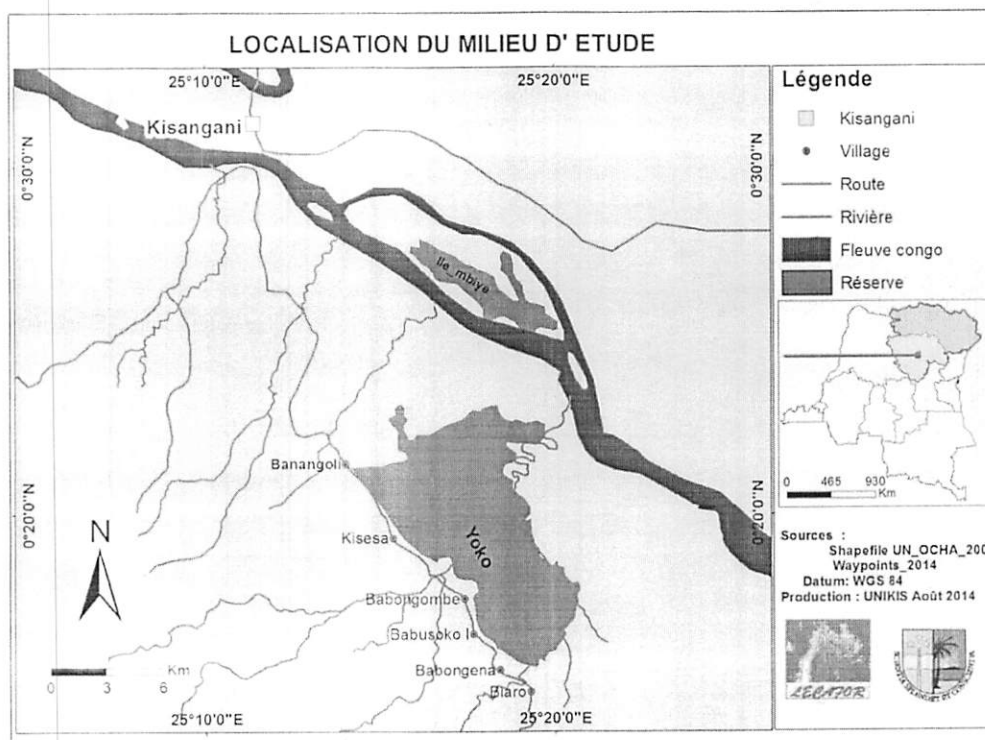 LOCALISATION DU MILIEU D' ETUDE
25°10'0"E
25°20'0"E
Légende
Kisangani
Village
Route
Rivière
Fleuve congo
Réserve
Kisangani
0°30'0"N
0°30'0"N
Ile_mbiye
0 465 930
Km
Banangoli
0°20'0"N
0°20'0"N
Kisesa
Yoko
N
Sources :
Shapefile UN_OCHA_200
Waypoints_2014
Datum: WGS 84
Production : UNIKIS Août 2014
Babongombe
Babusoko I
Babongena
Biaro
Km
0 3 6
25°10'0"E
25°20'0"E
LECAFOR